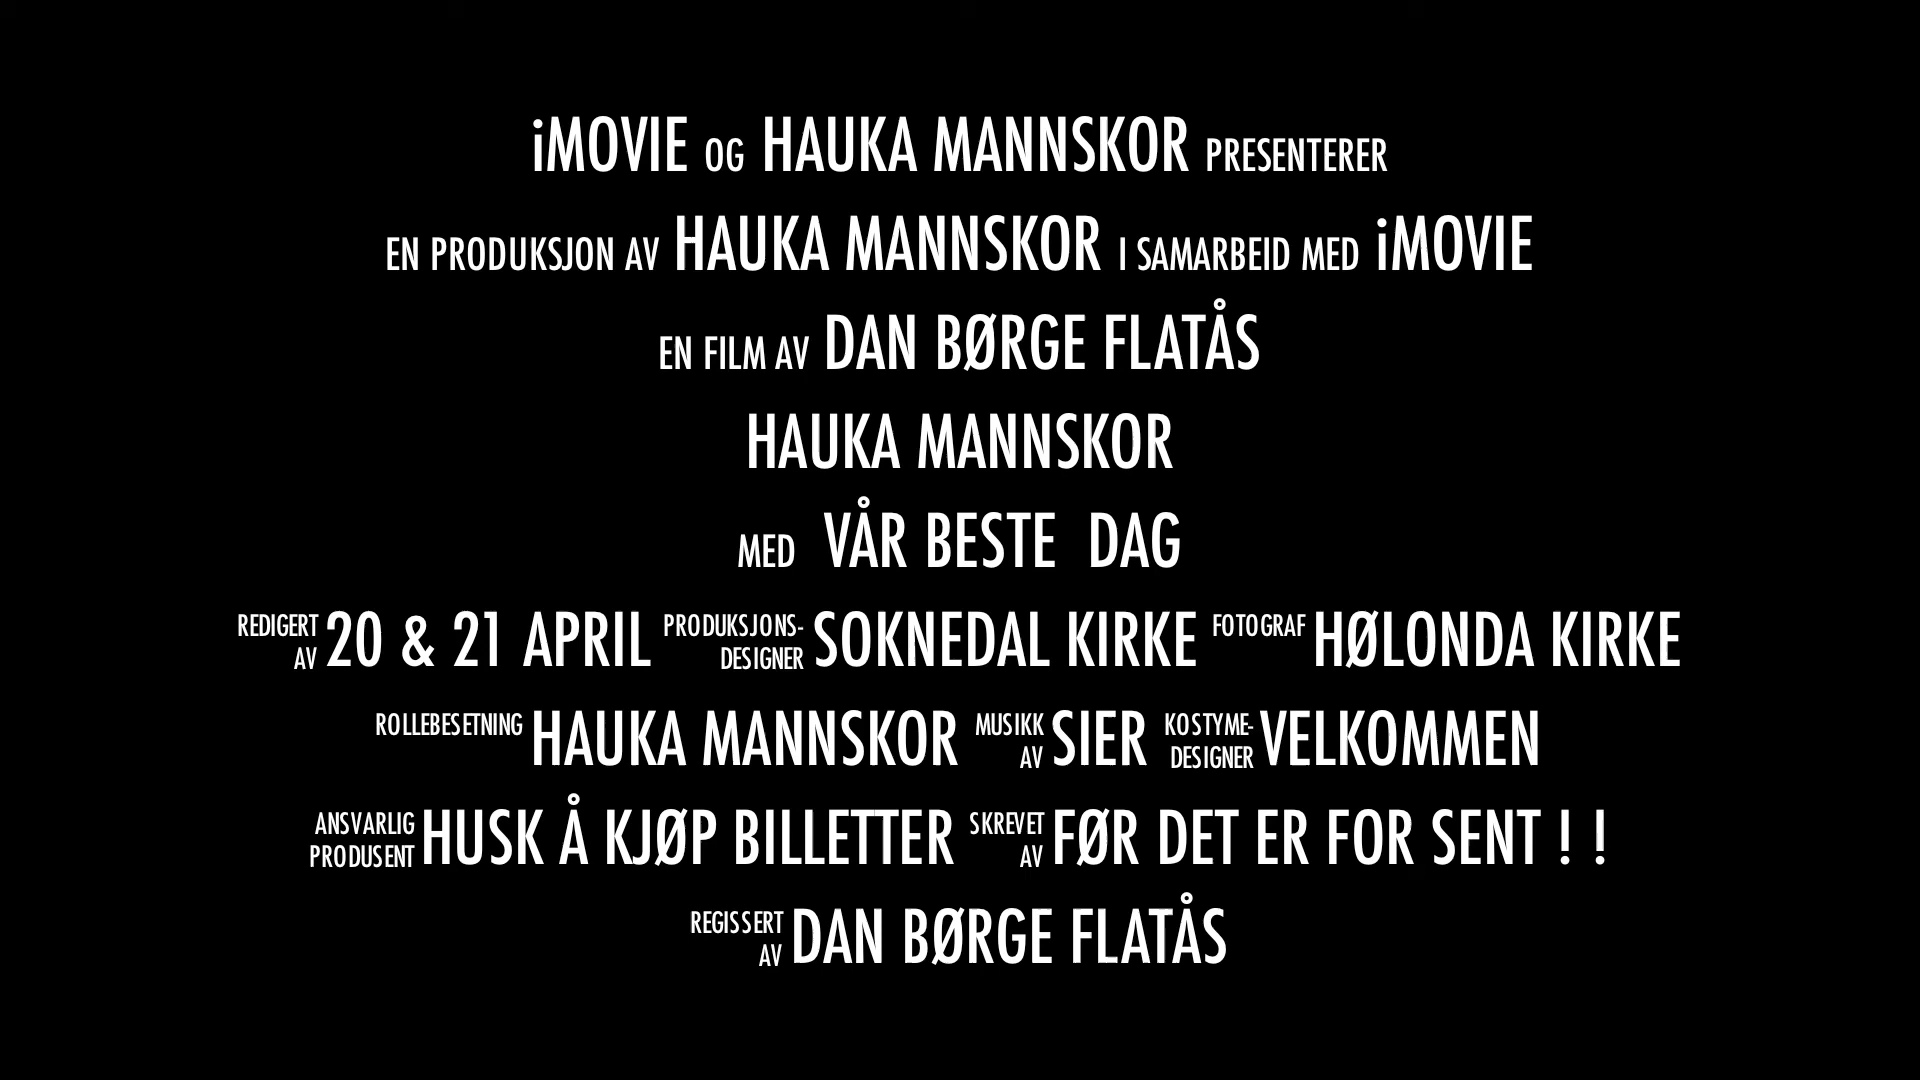 iMOVIE OG HAUKA MANNSKOR PRESENTERER
EN PRODUKSJON AV HAUKA MANNSKOR I SAMARBEID MED iMOVIE
EN FILM AV DAN BØRGE FLATÅS
HAUKA MANNSKOR
MED VÅR BESTE DAG
REDIGERT AV 20 & 21 APRIL PRODUKSJONS-DESIGNER SOKNEDAL KIRKE FOTOGRAF HØLONDA KIRKE
ROLLEBESETNING HAUKA MANNSKOR MUSIKK AV SIER KOSTYME-DESIGNER VELKOMMEN
ANSVARLIG PRODUSENT HUSK Å KJØP BILLETTER SKREVET AV FØR DET ER FOR SENT ! !
REGISSERT AV DAN BØRGE FLATÅS